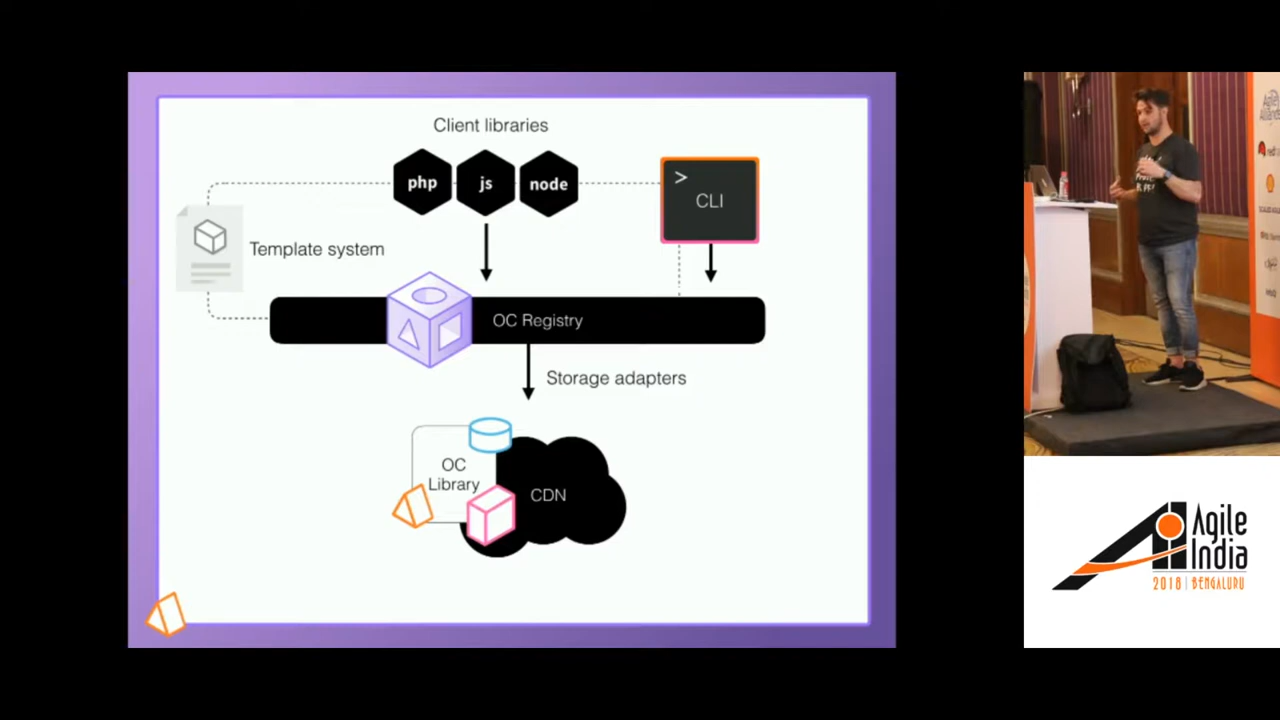 Client libraries
php
js
node
>
CLI
Template system
OC Registry
Storage adapters
OC
Library
CDN
Agile
India
2018 | BENGALURU